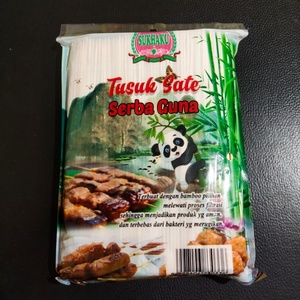 SUKHAKU
Tusuk Sate
Serba Guna
Terbuat dengan bamboo pilihan
melewati proses filtrasi
sehingga menjadikan produk yg aman
dan terbebas dari bakteri yg merugikan